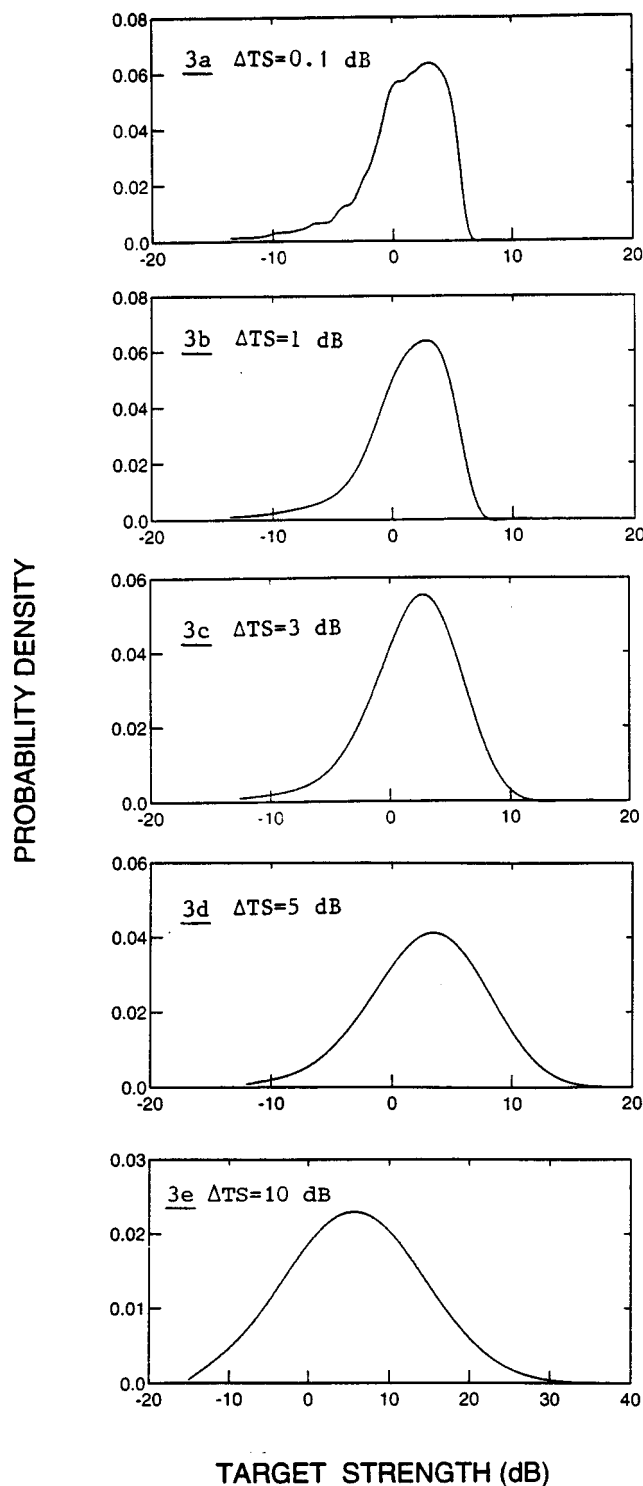 0.08
3a ΔTS=0.1 dB
0.06
0.04
0.02
0.0
-20 -10 0 10 20
0.08
3b ΔTS=1 dB
0.06
0.04
0.02
0.0
-20 -10 0 10 20
0.06
3c ΔTS=3 dB
0.04
0.02
0.0
-20 -10 0 10 20
0.06
3d ΔTS=5 dB
0.04
0.02
0.0
-20 -10 0 10 20
0.03
3e ΔTS=10 dB
0.02
0.01
0.0
-20 -10 0 10 20 30 40
PROBABILITY DENSITY
TARGET STRENGTH (dB)